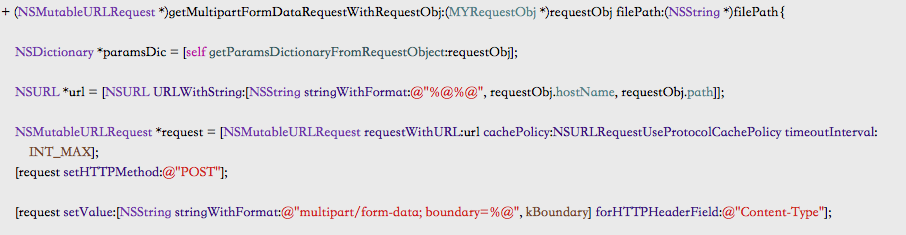 + (NSMutableURLRequest *)getMultipartFormDataRequestWithRequestObj:(MYRequestObj *)requestObj filePath:(NSString *)filePath{
NSDictionary *paramsDic = [self getParamsDictionaryFromRequestObject:requestObj];
NSURL *url = [NSURL URLWithString:[NSString stringWithFormat:@"%@%@", requestObj.hostName, requestObj.path]];
NSMutableURLRequest *request = [NSMutableURLRequest requestWithURL:url cachePolicy:NSURLRequestUseProtocolCachePolicy timeoutInterval:
INT_MAX];
[request setHTTPMethod:@"POST"];
[request setValue:[NSString stringWithFormat:@"multipart/form-data; boundary=%@", kBoundary] forHTTPHeaderField:@"Content-Type"];